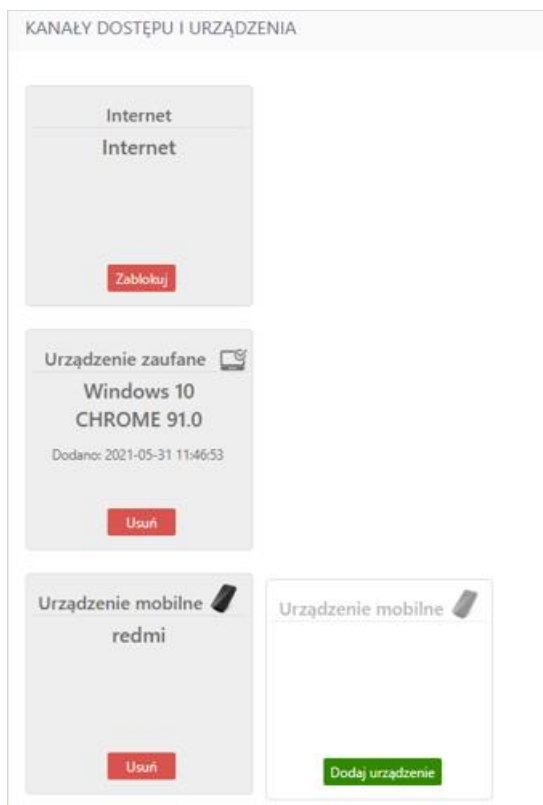 KANAŁY DOSTĘPU I URZĄDZENIA
Internet
Internet
Zablokuj
Urządzenie zaufane
Windows 10
CHROME 91.0
Dodano: 2021-05-31 11:46:53
Usuń
Urządzenie mobilne
redmi
Usuń
Urządzenie mobilne
Dodaj urządzenie